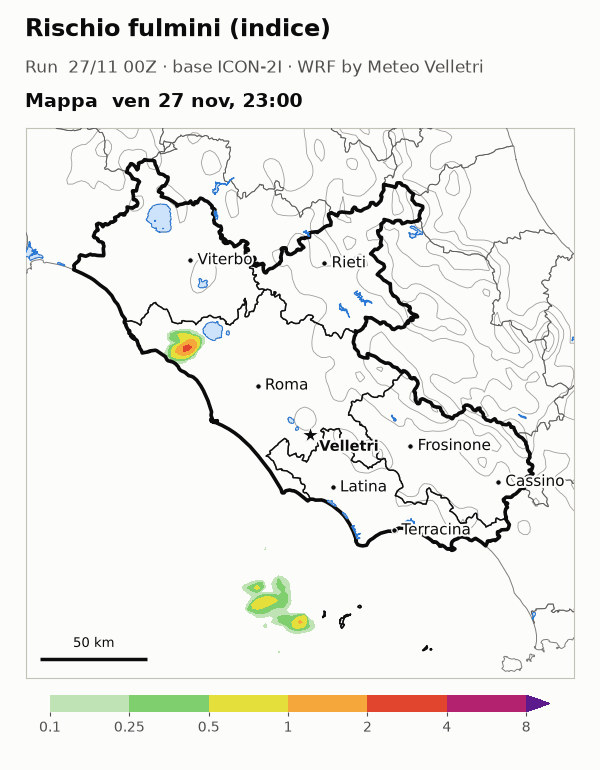 Rischio fulmini (indice)
Run  27/11 00Z · base ICON-2I · WRF by Meteo Velletri
Mappa  ven 27 nov, 23:00
Viterbo
Rieti
Roma
Velletri
Frosinone
Cassino
Latina
Terracina
50 km
0.1 0.25 0.5 1 2 4 8